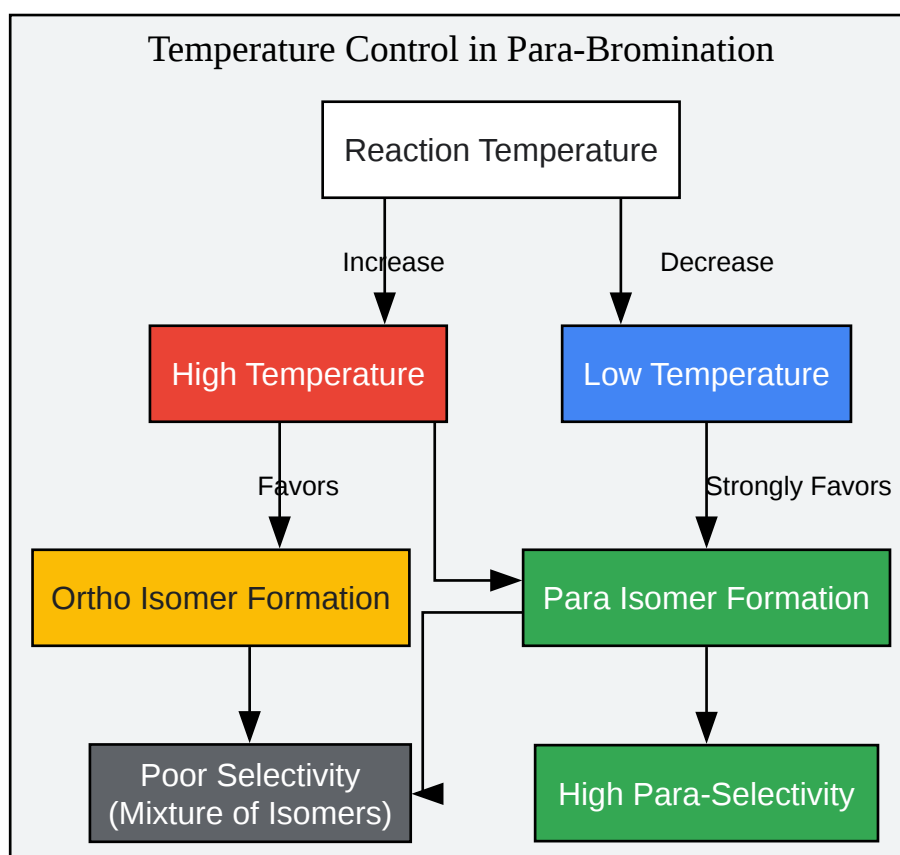 Temperature Control in Para-Bromination
Reaction Temperature
Increase
Decrease
High Temperature
Low Temperature
Favors
Strongly Favors
Ortho Isomer Formation
Para Isomer Formation
Poor Selectivity
(Mixture of Isomers)
High Para-Selectivity